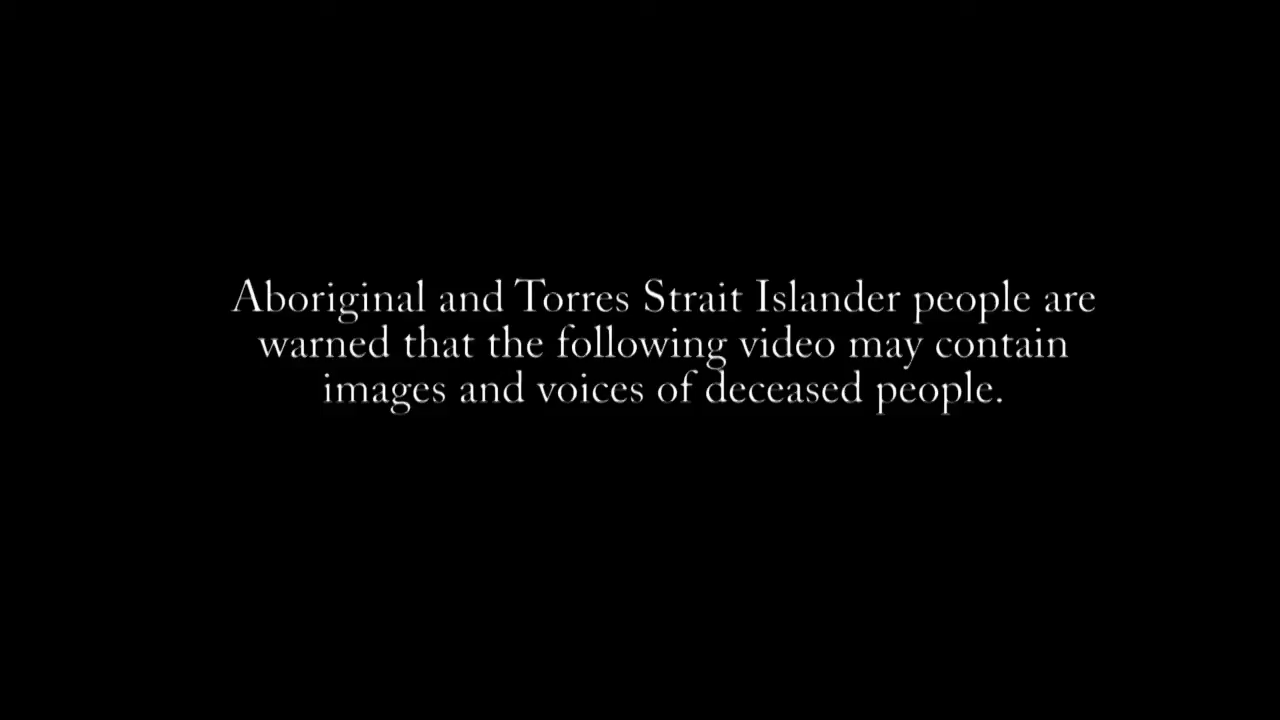 Aboriginal and Torres Strait Islander people are
warned that the following video may contain
images and voices of deceased people.